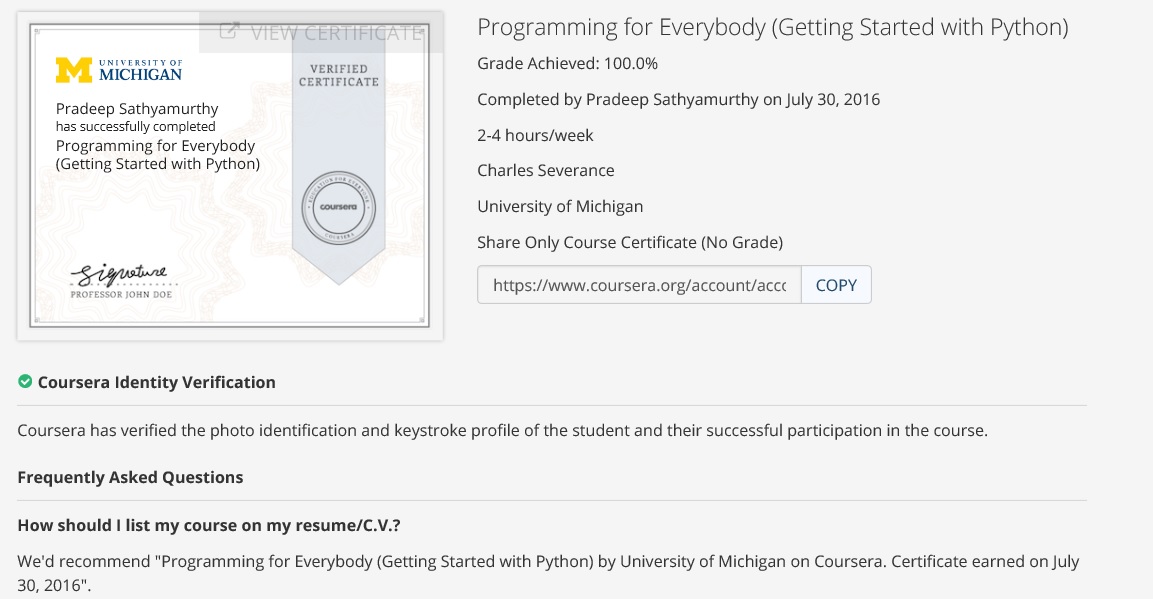 VIEW CERTIFICATE
UNIVERSITY OF
MICHIGAN
VERIFIED
CERTIFICATE
Pradeep Sathyamurthy
has successfully completed
Programming for Everybody
(Getting Started with Python)
EDUCATION FOR EVERYONE
coursera
COURSERA
Signature
PROFESSOR JOHN DOE
Programming for Everybody (Getting Started with Python)
Grade Achieved: 100.0%
Completed by Pradeep Sathyamurthy on July 30, 2016
2-4 hours/week
Charles Severance
University of Michigan
Share Only Course Certificate (No Grade)
https://www.coursera.org/account/acco
COPY
Coursera Identity Verification
Coursera has verified the photo identification and keystroke profile of the student and their successful participation in the course.
Frequently Asked Questions
How should I list my course on my resume/C.V.?
We'd recommend "Programming for Everybody (Getting Started with Python) by University of Michigan on Coursera. Certificate earned on July
30, 2016".